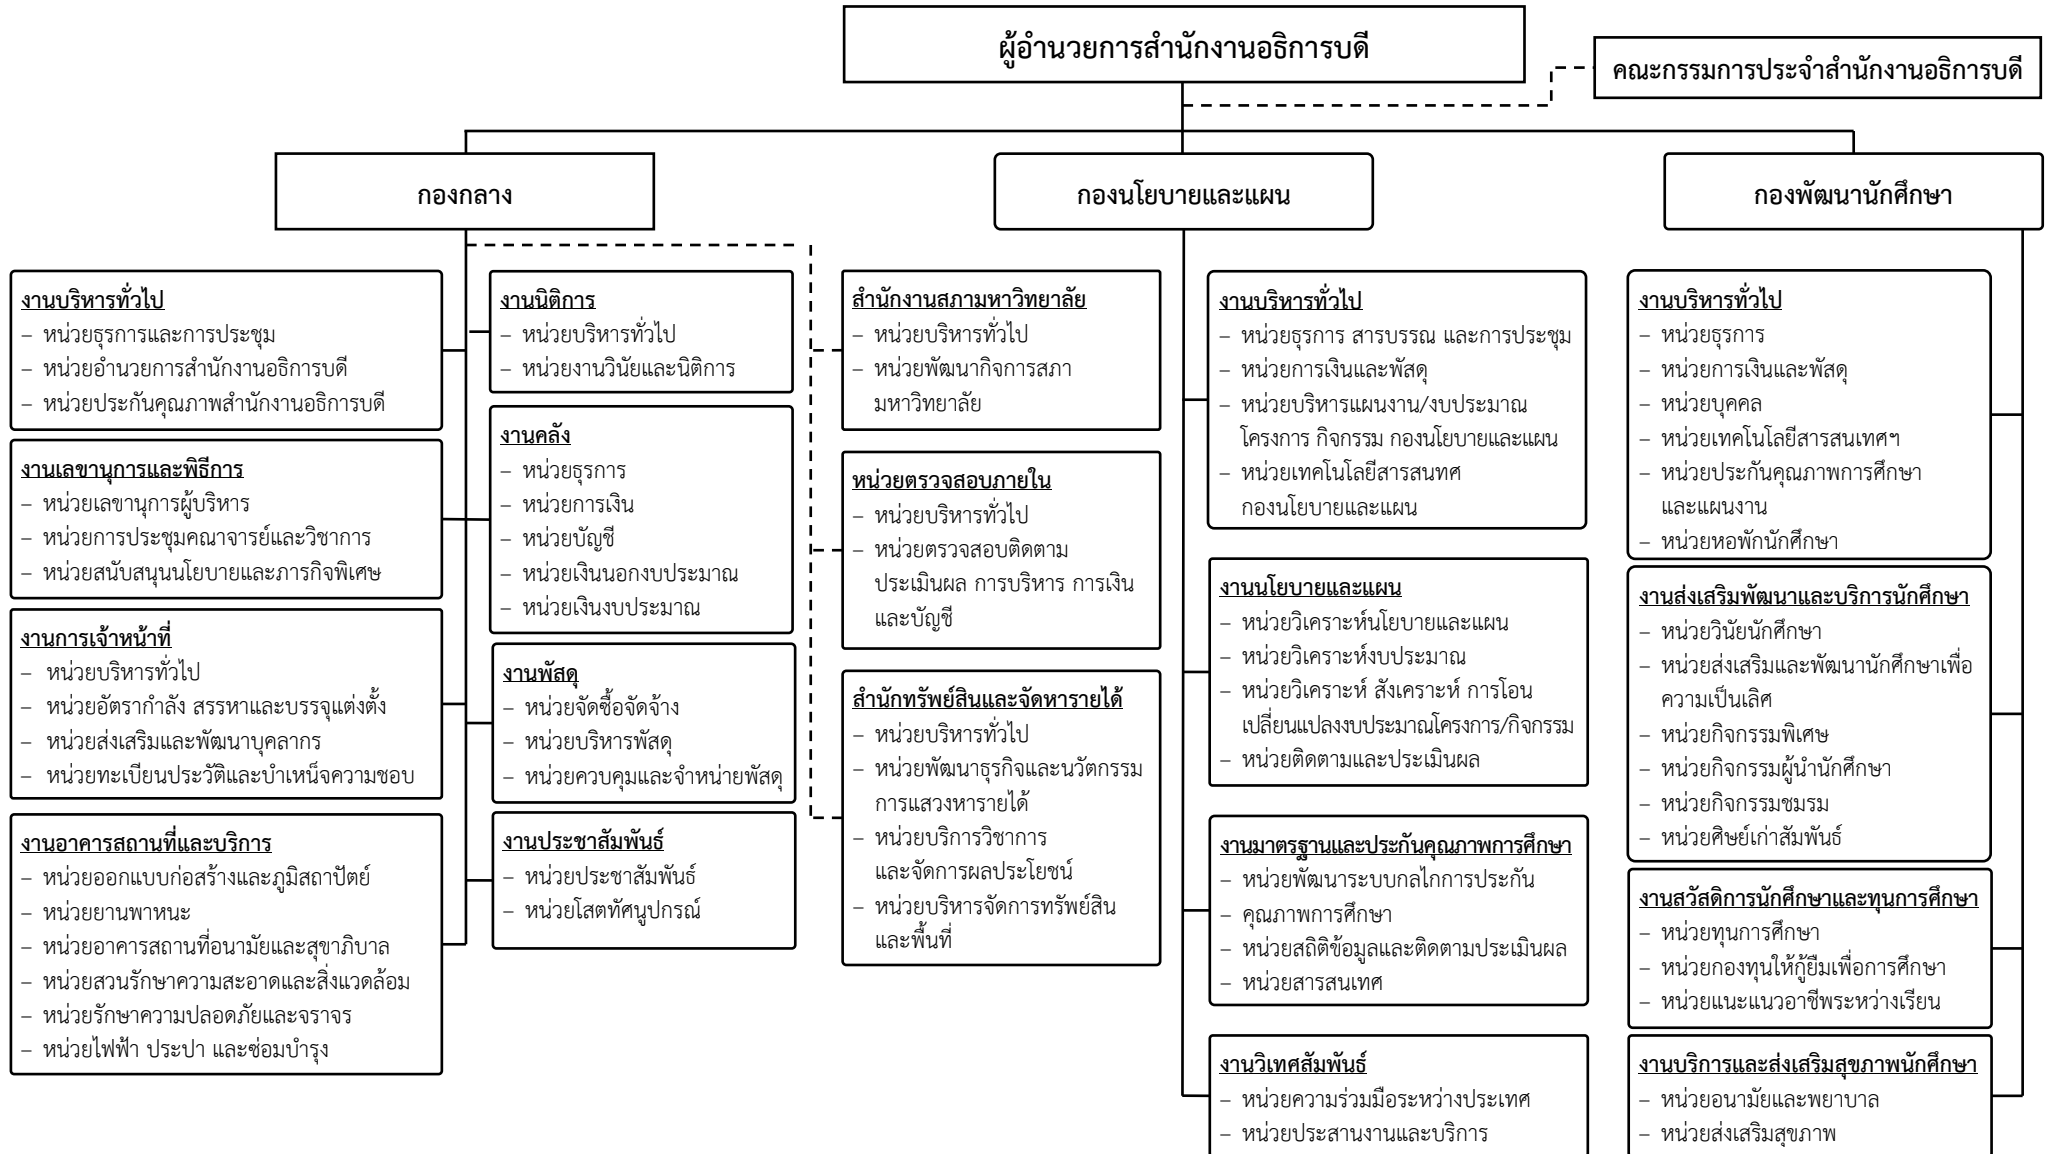 ผู้อำนวยการสำนักงานอธิการบดี
คณะกรรมการประจำสำนักงานอธิการบดี
กองกลาง
กองนโยบายและแผน
กองพัฒนานักศึกษา
งานบริหารทั่วไป
– หน่วยธุรการและการประชุม
– หน่วยอำนวยการสำนักงานอธิการบดี
– หน่วยประกันคุณภาพสำนักงานอธิการบดี
งานเลขานุการและพิธีการ
– หน่วยเลขานุการผู้บริหาร
– หน่วยการประชุมคณาจารย์และวิชาการ
– หน่วยสนับสนุนนโยบายและภารกิจพิเศษ
งานการเจ้าหน้าที่
– หน่วยบริหารทั่วไป
– หน่วยอัตรากำลัง สรรหาและบรรจุแต่งตั้ง
– หน่วยส่งเสริมและพัฒนาบุคลากร
– หน่วยทะเบียนประวัติและบำเหน็จความชอบ
งานอาคารสถานที่และบริการ
– หน่วยออกแบบก่อสร้างและภูมิสถาปัตย์
– หน่วยยานพาหนะ
– หน่วยอาคารสถานที่อนามัยและสุขาภิบาล
– หน่วยสวนรักษาความสะอาดและสิ่งแวดล้อม
– หน่วยรักษาความปลอดภัยและจราจร
– หน่วยไฟฟ้า ประปา และซ่อมบำรุง
งานนิติการ
– หน่วยบริหารทั่วไป
– หน่วยงานวินัยและนิติการ
งานคลัง
– หน่วยธุรการ
– หน่วยการเงิน
– หน่วยบัญชี
– หน่วยเงินนอกงบประมาณ
– หน่วยเงินงบประมาณ
งานพัสดุ
– หน่วยจัดซื้อจัดจ้าง
– หน่วยบริหารพัสดุ
– หน่วยควบคุมและจำหน่ายพัสดุ
งานประชาสัมพันธ์
– หน่วยประชาสัมพันธ์
– หน่วยโสตทัศนูปกรณ์
สำนักงานสภามหาวิทยาลัย
– หน่วยบริหารทั่วไป
– หน่วยพัฒนากิจการสภา
มหาวิทยาลัย
หน่วยตรวจสอบภายใน
– หน่วยบริหารทั่วไป
– หน่วยตรวจสอบติดตาม
ประเมินผล การบริหาร การเงิน
และบัญชี
สำนักทรัพย์สินและจัดหารายได้
– หน่วยบริหารทั่วไป
– หน่วยพัฒนาธุรกิจและนวัตกรรม
การแสวงหารายได้
– หน่วยบริการวิชาการ
และจัดการผลประโยชน์
– หน่วยบริหารจัดการทรัพย์สิน
และพื้นที่
งานบริหารทั่วไป
– หน่วยธุรการ สารบรรณ และการประชุม
– หน่วยการเงินและพัสดุ
– หน่วยบริหารแผนงาน/งบประมาณ
โครงการ กิจกรรม กองนโยบายและแผน
– หน่วยเทคโนโลยีสารสนทศ
กองนโยบายและแผน
งานนโยบายและแผน
– หน่วยวิเคราะห์นโยบายและแผน
– หน่วยวิเคราะห์งบประมาณ
– หน่วยวิเคราะห์ สังเคราะห์ การโอน
เปลี่ยนแปลงงบประมาณโครงการ/กิจกรรม
– หน่วยติดตามและประเมินผล
งานมาตรฐานและประกันคุณภาพการศึกษา
– หน่วยพัฒนาระบบกลไกการประกัน
– คุณภาพการศึกษา
– หน่วยสถิติข้อมูลและติดตามประเมินผล
– หน่วยสารสนเทศ
งานวิเทศสัมพันธ์
– หน่วยความร่วมมือระหว่างประเทศ
– หน่วยประสานงานและบริการ
งานบริหารทั่วไป
– หน่วยธุรการ
– หน่วยการเงินและพัสดุ
– หน่วยบุคคล
– หน่วยเทคโนโลยีสารสนเทศฯ
– หน่วยประกันคุณภาพการศึกษา
และแผนงาน
– หน่วยหอพักนักศึกษา
งานส่งเสริมพัฒนาและบริการนักศึกษา
– หน่วยวินัยนักศึกษา
– หน่วยส่งเสริมและพัฒนานักศึกษาเพื่อ
ความเป็นเลิศ
– หน่วยกิจกรรมพิเศษ
– หน่วยกิจกรรมผู้นำนักศึกษา
– หน่วยกิจกรรมชมรม
– หน่วยศิษย์เก่าสัมพันธ์
งานสวัสดิการนักศึกษาและทุนการศึกษา
– หน่วยทุนการศึกษา
– หน่วยกองทุนให้กู้ยืมเพื่อการศึกษา
– หน่วยแนะแนวอาชีพระหว่างเรียน
งานบริการและส่งเสริมสุขภาพนักศึกษา
– หน่วยอนามัยและพยาบาล
– หน่วยส่งเสริมสุขภาพ